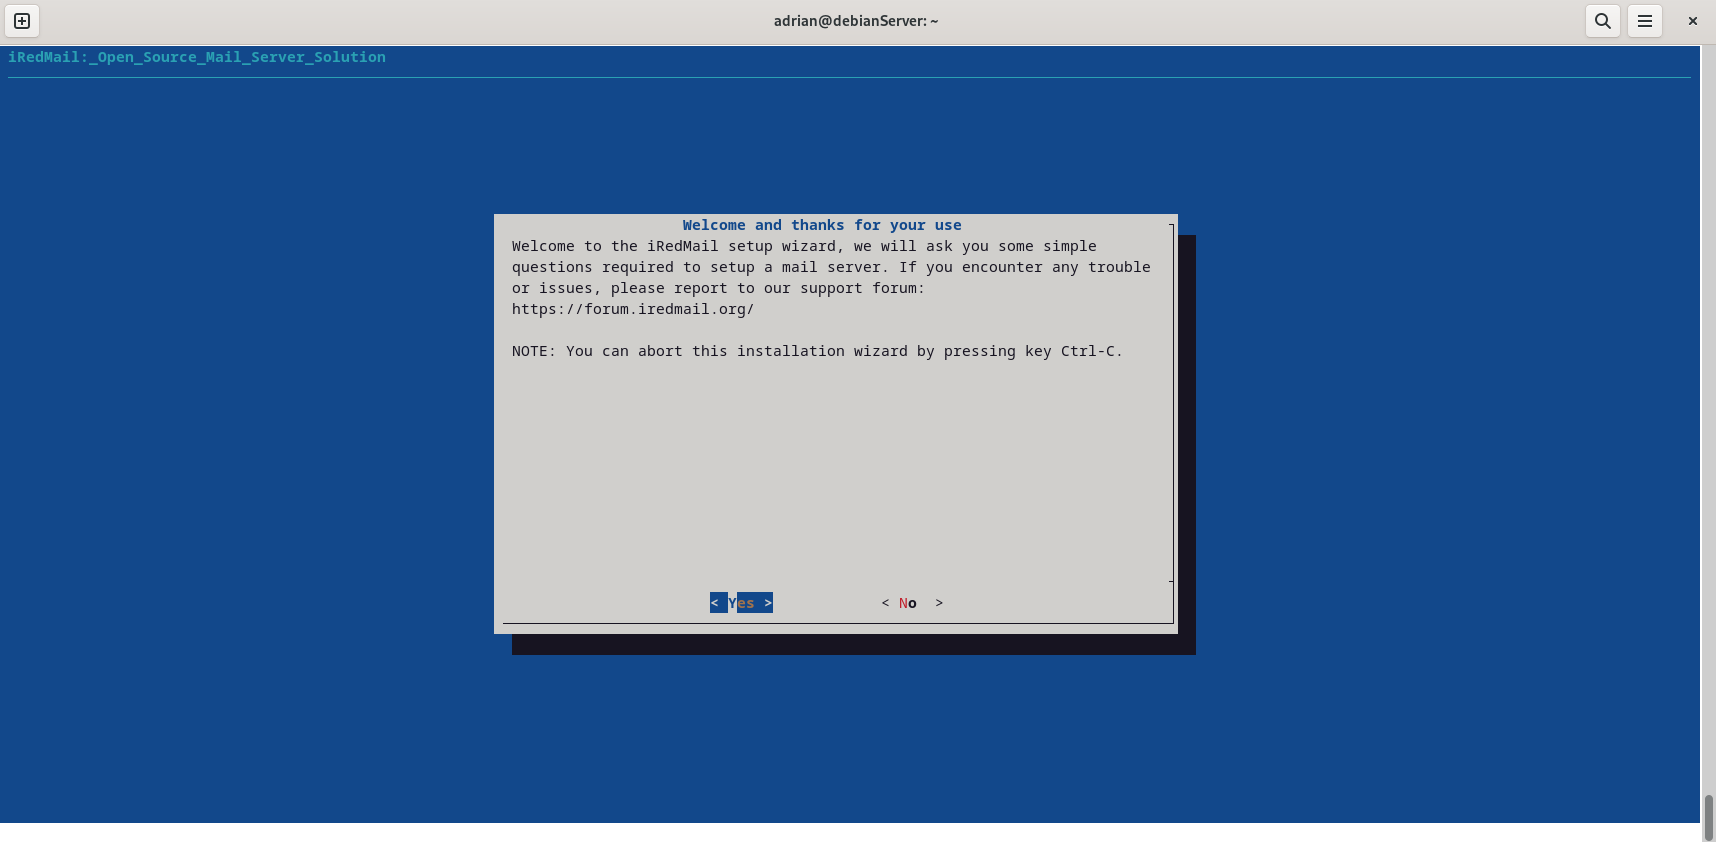 adrian@debianServer: ~
iRedMail:_Open_Source_Mail_Server_Solution
Welcome and thanks for your use
Welcome to the iRedMail setup wizard, we will ask you some simple
questions required to setup a mail server. If you encounter any trouble
or issues, please report to our support forum:
https://forum.iredmail.org/
NOTE: You can abort this installation wizard by pressing key Ctrl-C.
< Yes > < No >